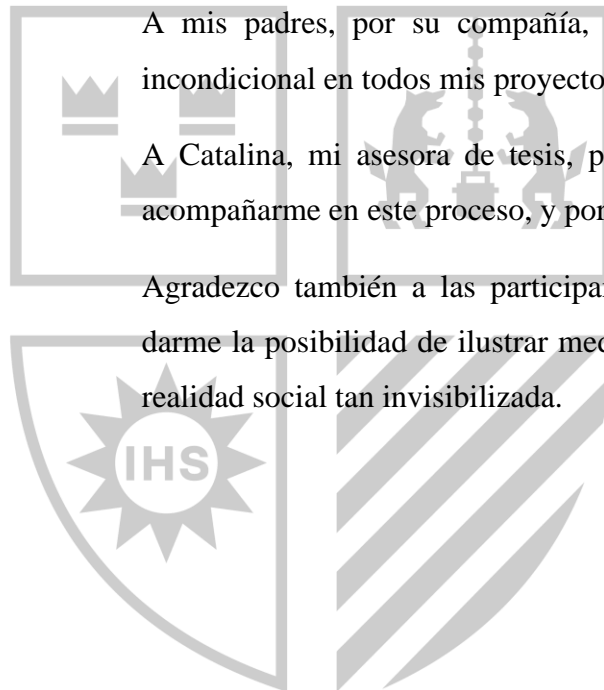 A mis padres, por su compañía,
incondicional en todos mis proyecto
A Catalina, mi asesora de tesis, p
acompañarme en este proceso, y por
Agradezco también a las participa
darme la posibilidad de ilustrar me
realidad social tan invisibilizada.
IHS